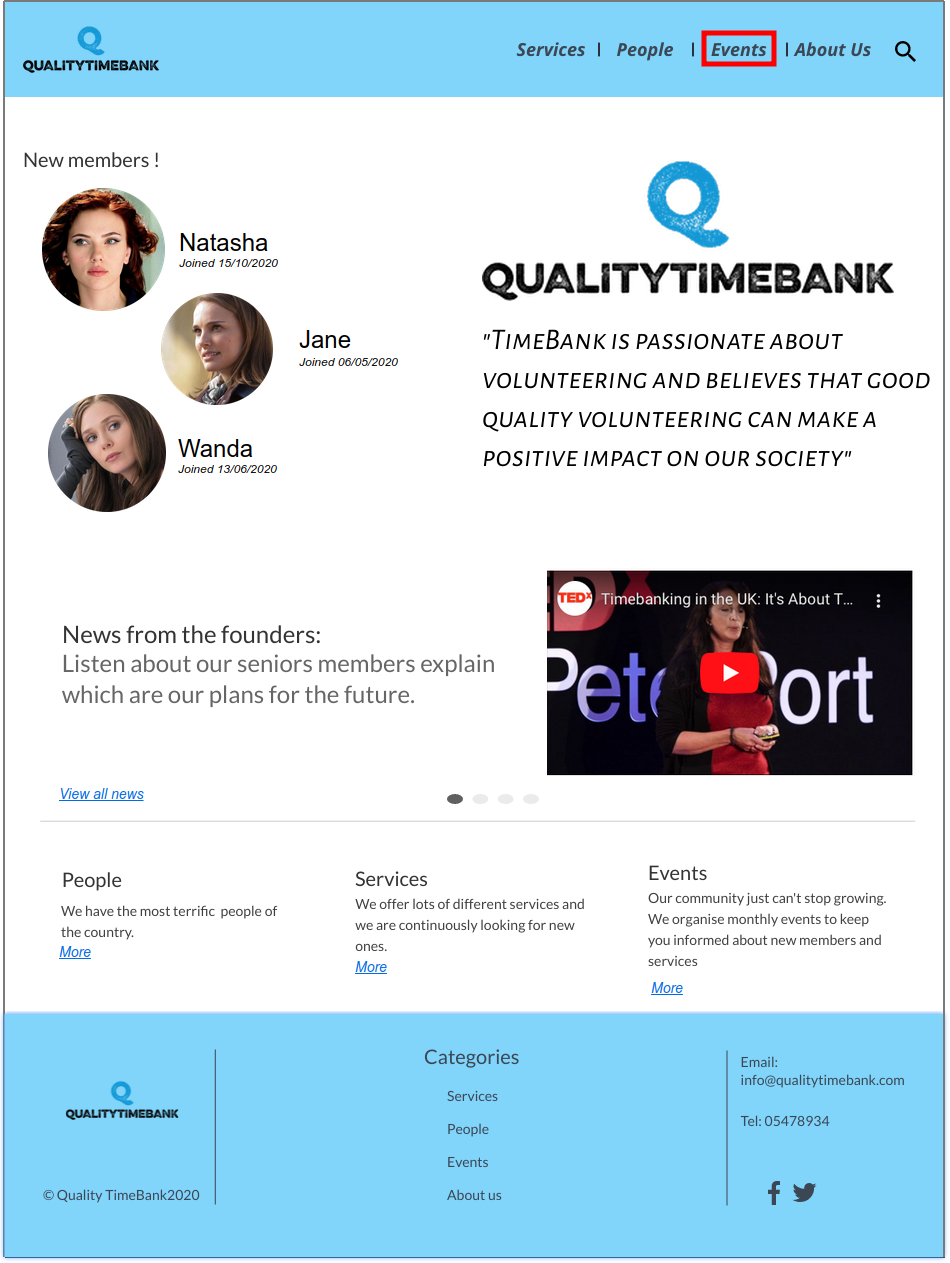 QUALITYTIMEBANK
Services | People | Events | About Us
New members !
Natasha
Joined 15/10/2020
Jane
Joined 06/05/2020
Wanda
Joined 13/06/2020
Q
QUALITYTIMEBANK
"TimeBank is passionate about
volunteering and believes that good
quality volunteering can make a
positive impact on our society"
News from the founders:
Listen about our seniors members explain
which are our plans for the future.
TEDx
Timebanking in the UK: It's About T...
View all news
People
We have the most terrific people of
the country.
More
Services
We offer lots of different services and
we are continuously looking for new
ones.
More
Events
Our community just can't stop growing.
We organise monthly events to keep
you informed about new members and
services
More
Q
QUALITYTIMEBANK
© Quality TimeBank2020
Categories
Services
People
Events
About us
Email:
info@qualitytimebank.com
Tel: 05478934